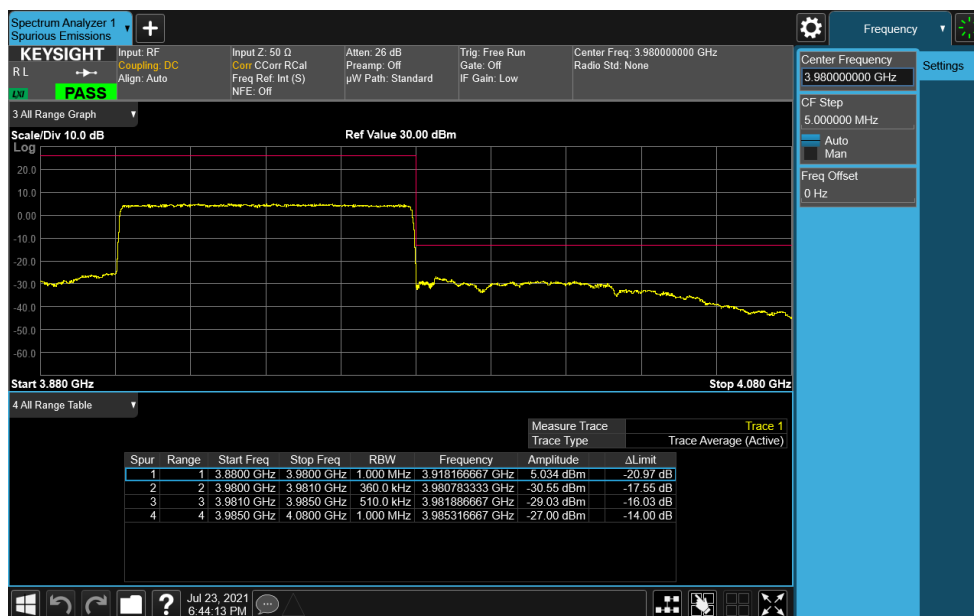 Spectrum Analyzer 1
Spurious Emissions
Frequency
KEYSIGHT
R L
LXI
PASS
Input: RF
Coupling: DC
Align: Auto
Input Z: 50 Ω
Corr CCorr RCal
Freq Ref: Int (S)
NFE: Off
Atten: 26 dB
Preamp: Off
µW Path: Standard
Trig: Free Run
Gate: Off
IF Gain: Low
Center Freq: 3.980000000 GHz
Radio Std: None
Center Frequency
3.980000000 GHz
Settings
CF Step
5.000000 MHz
Auto
Man
Freq Offset
0 Hz
3 All Range Graph
Scale/Div 10.0 dB
Ref Value 30.00 dBm
Log
20.0
10.0
0.00
-10.0
-20.0
-30.0
-40.0
-50.0
-60.0
Start 3.880 GHz
Stop 4.080 GHz
4 All Range Table
Measure Trace Trace 1
Trace Type Trace Average (Active)
Spur Range Start Freq Stop Freq RBW Frequency Amplitude ΔLimit
1 1 3.8800 GHz 3.9800 GHz 1.000 MHz 3.918166667 GHz 5.034 dBm -20.97 dB
2 2 3.9800 GHz 3.9810 GHz 360.0 kHz 3.980783333 GHz -30.55 dBm -17.55 dB
3 3 3.9810 GHz 3.9850 GHz 510.0 kHz 3.981886667 GHz -29.03 dBm -16.03 dB
4 4 3.9850 GHz 4.0800 GHz 1.000 MHz 3.985316667 GHz -27.00 dBm -14.00 dB
Jul 23, 2021
6:44:13 PM